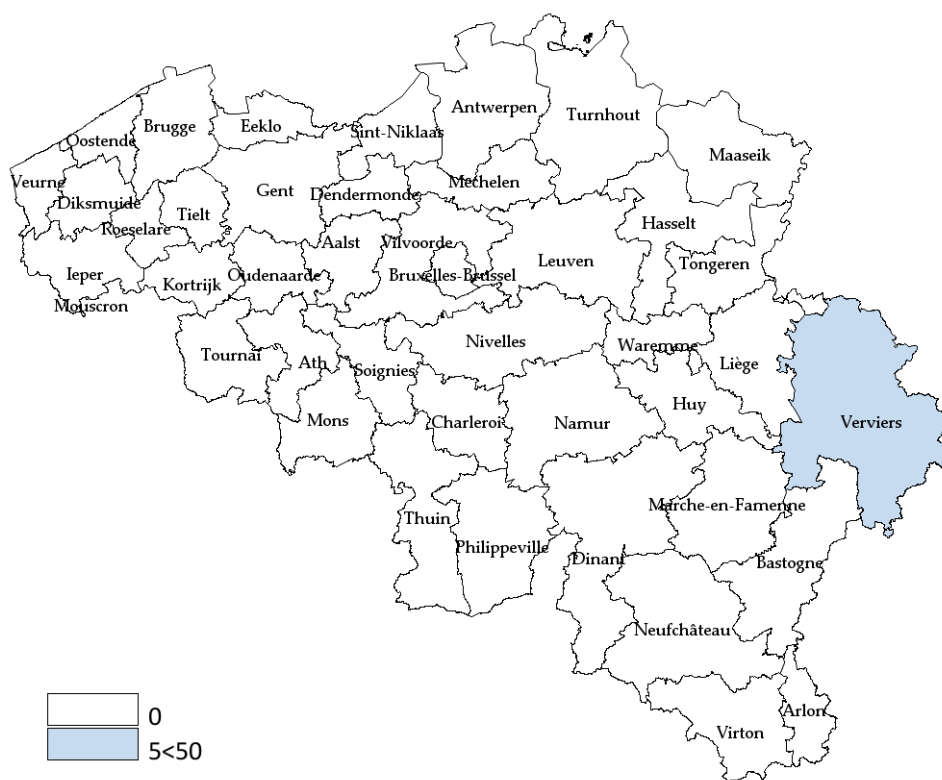 Antwerpen
Turnhout
Oostende
Brugge
Eeklo
Sint-Niklaas
Maaseik
Veurne
Diksmuide
Gent
Dendermonde
Mechelen
Roeselare
Tielt
Hasselt
Aalst
Vilvoorde
Leuven
Tongeren
Ieper
Kortrijk
Oudenaarde
Bruxelles-Brussel
Mouscron
Tournai
Ath
Soignies
Nivelles
Waremme
Liège
Mons
Charleroi
Namur
Huy
Verviers
Thuin
Philippeville
Marche-en-Famenne
Dinant
Bastogne
Neufchâteau
Virton
Arlon
0
5<50